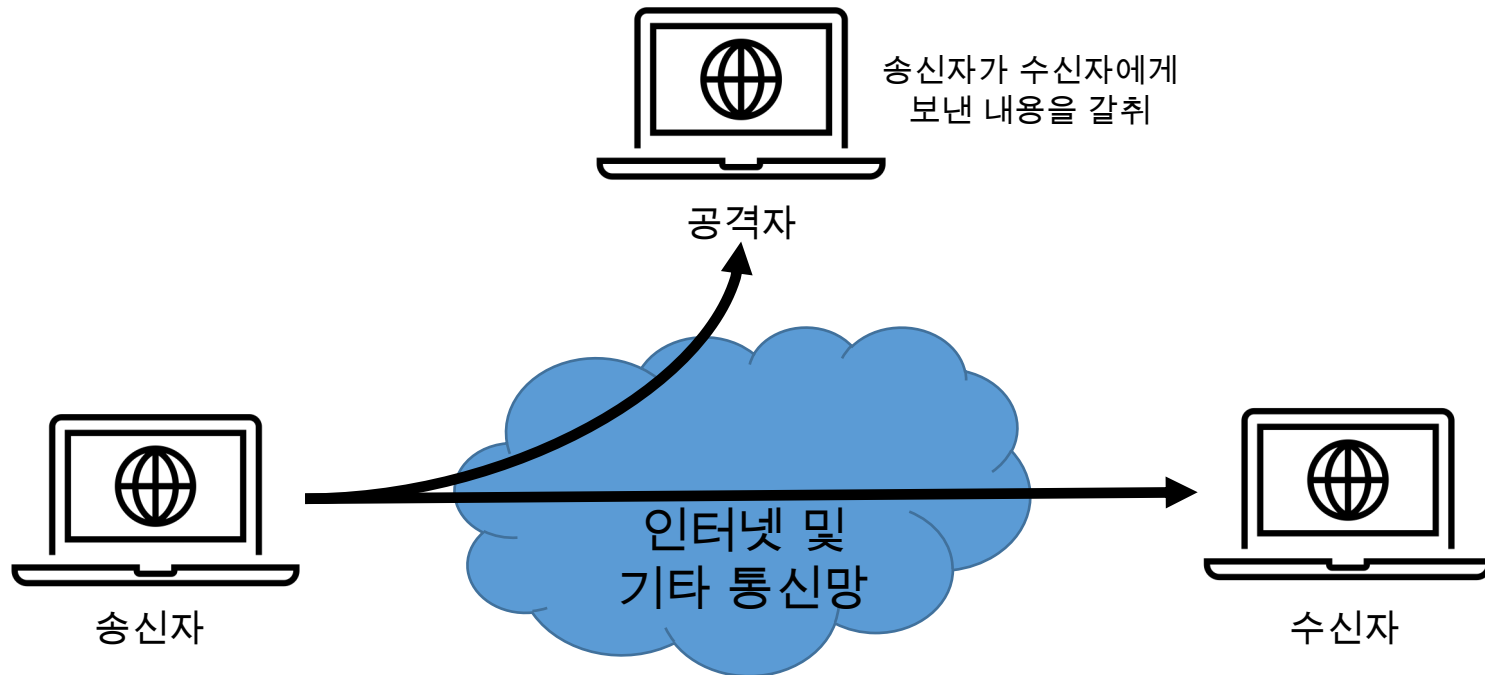 송신자가 수신자에게
보낸 내용을 갈취
공격자
인터넷 및
기타 통신망
송신자
수신자